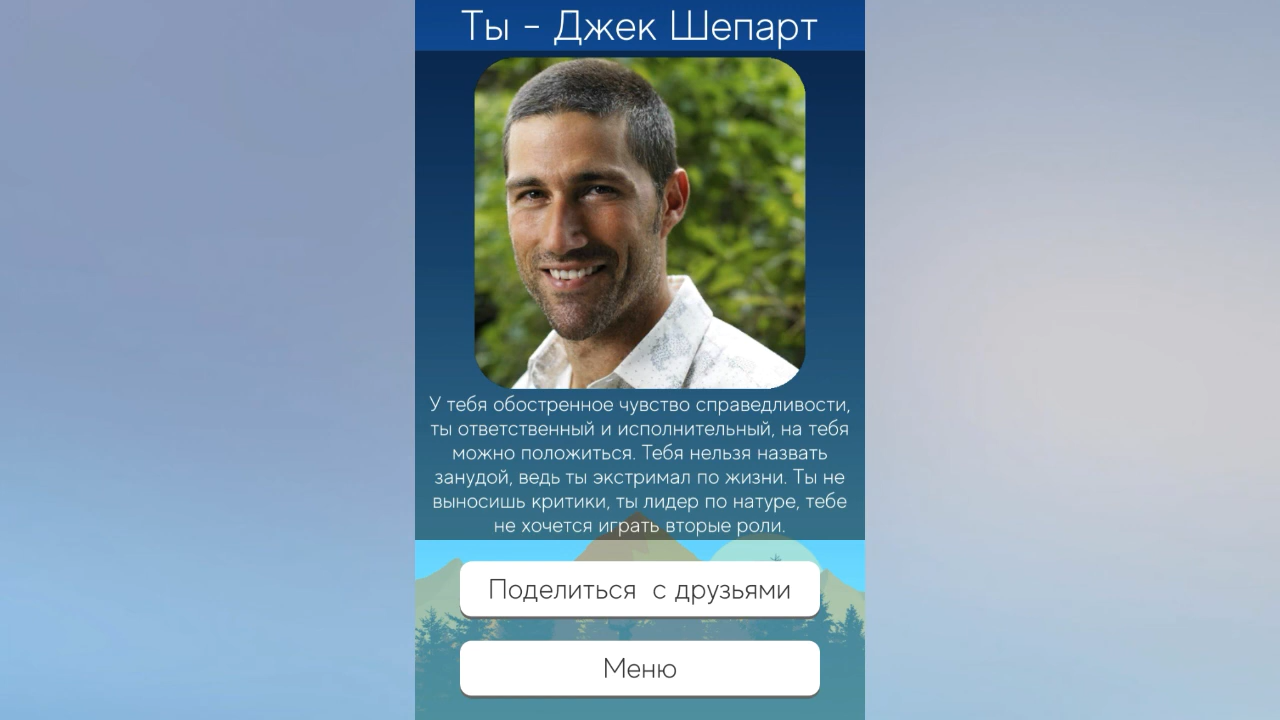 Ты - Джек Шепарт
У тебя обостренное чувство справедливости,
ты ответственный и исполнительный, на тебя
можно положиться. Тебя нельзя назвать
занудой, ведь ты экстримал по жизни. Ты не
выносишь критики, ты лидер по натуре, тебе
не хочется играть вторые роли.
Поделиться с друзьями
Меню